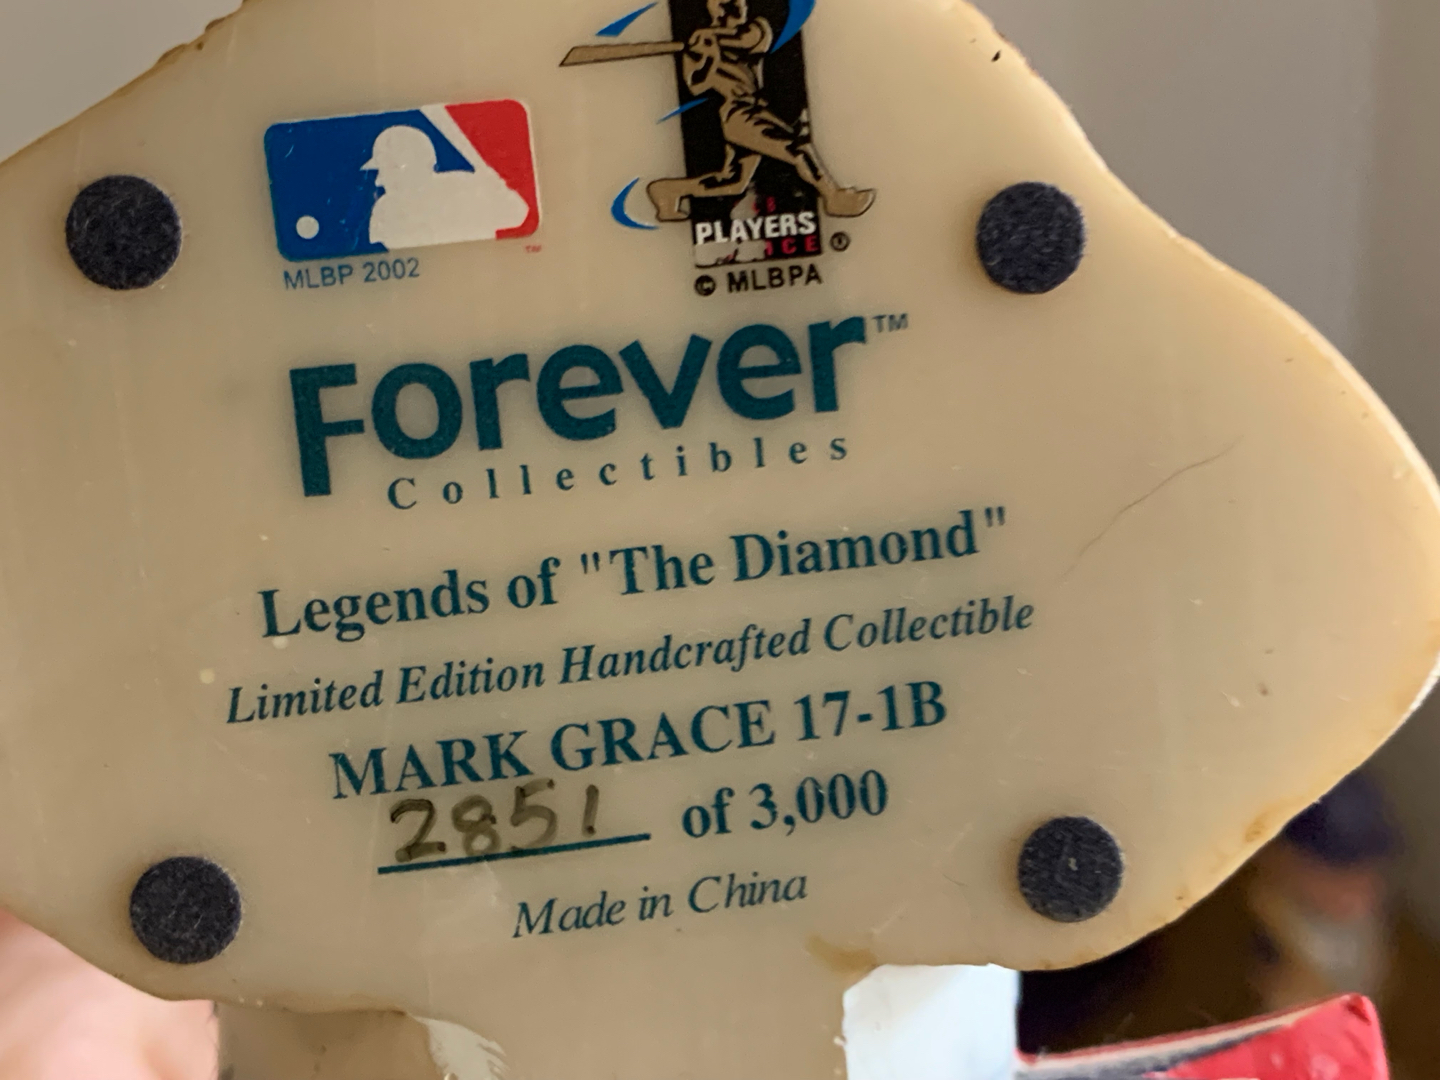 ™
MLBP 2002
PLAYERS
®
© MLBPA
Forever™
Collectibles
Legends of "The Diamond"
Limited Edition Handcrafted Collectible
MARK GRACE 17-1B
2851 of 3,000
Made in China